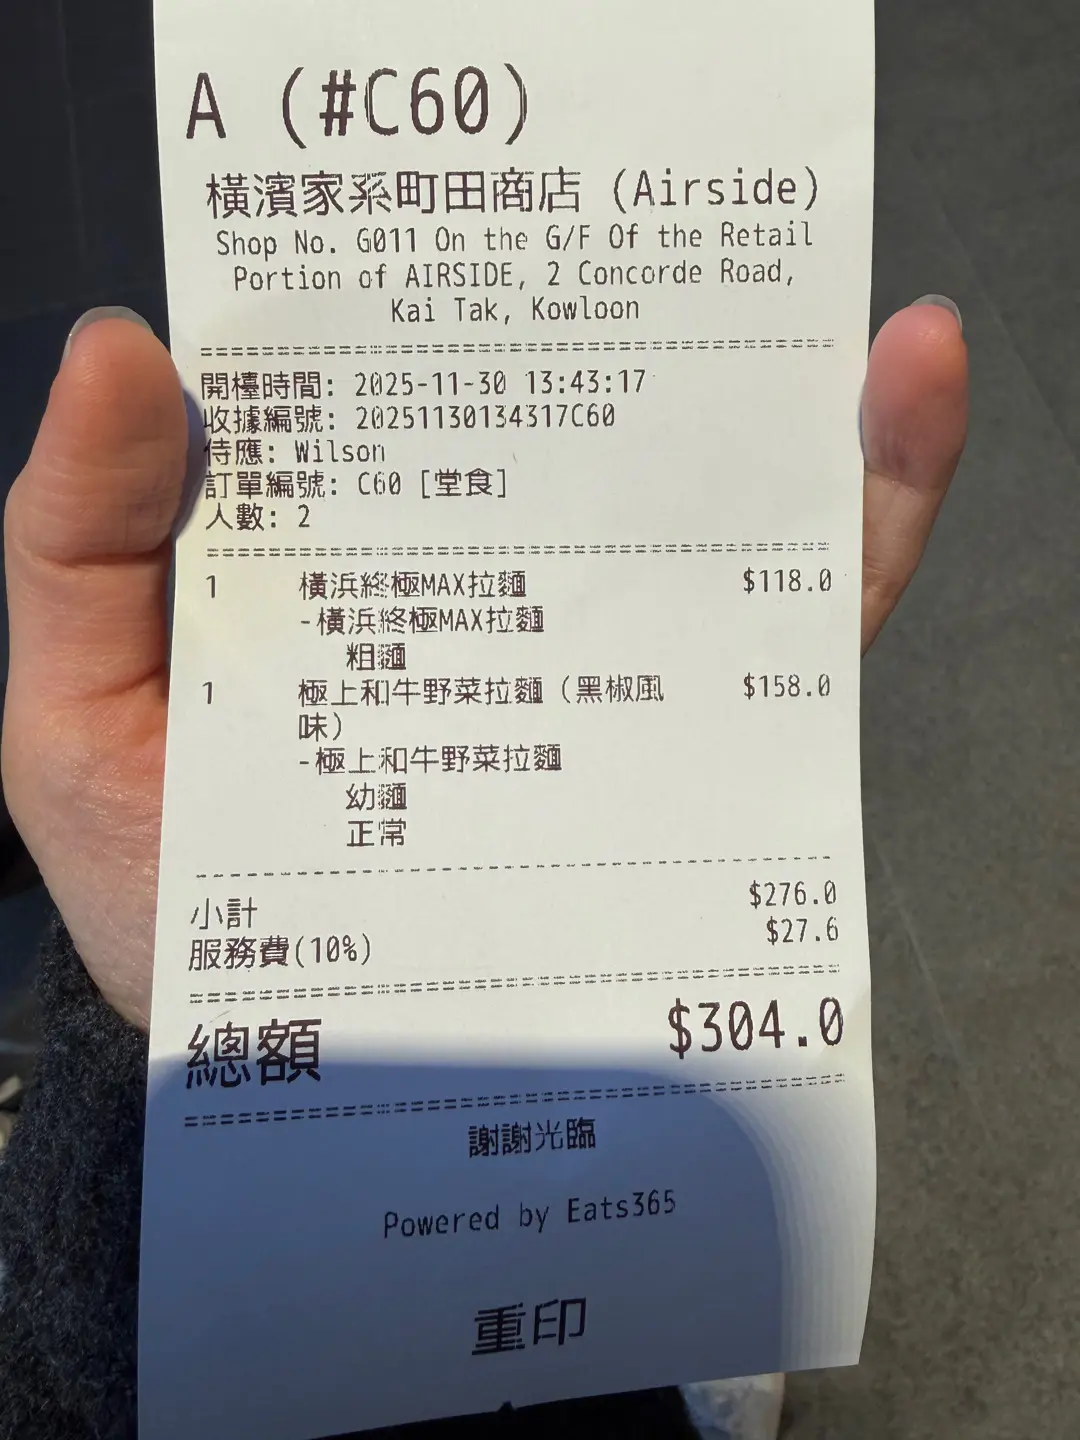 A (#C60)
橫濱家系町田商店 (Airside)
Shop No. G011 On the G/F Of the Retail
Portion of AIRSIDE, 2 Concorde Road,
Kai Tak, Kowloon
開檯時間: 2025-11-30 13:43:17
收據編號: 20251130134317C60
侍應: Wilson
訂單編號: C60 [堂食]
人數: 2
1 橫浜終極MAX拉麵 $118.0
-橫浜終極MAX拉麵
粗麵
1 極上和牛野菜拉麵（黑椒風 $158.0
味）
-極上和牛野菜拉麵
幼麵
正常
小計 $276.0
服務費(10%) $27.6
總額 $304.0
謝謝光臨
Powered by Eats365
重印